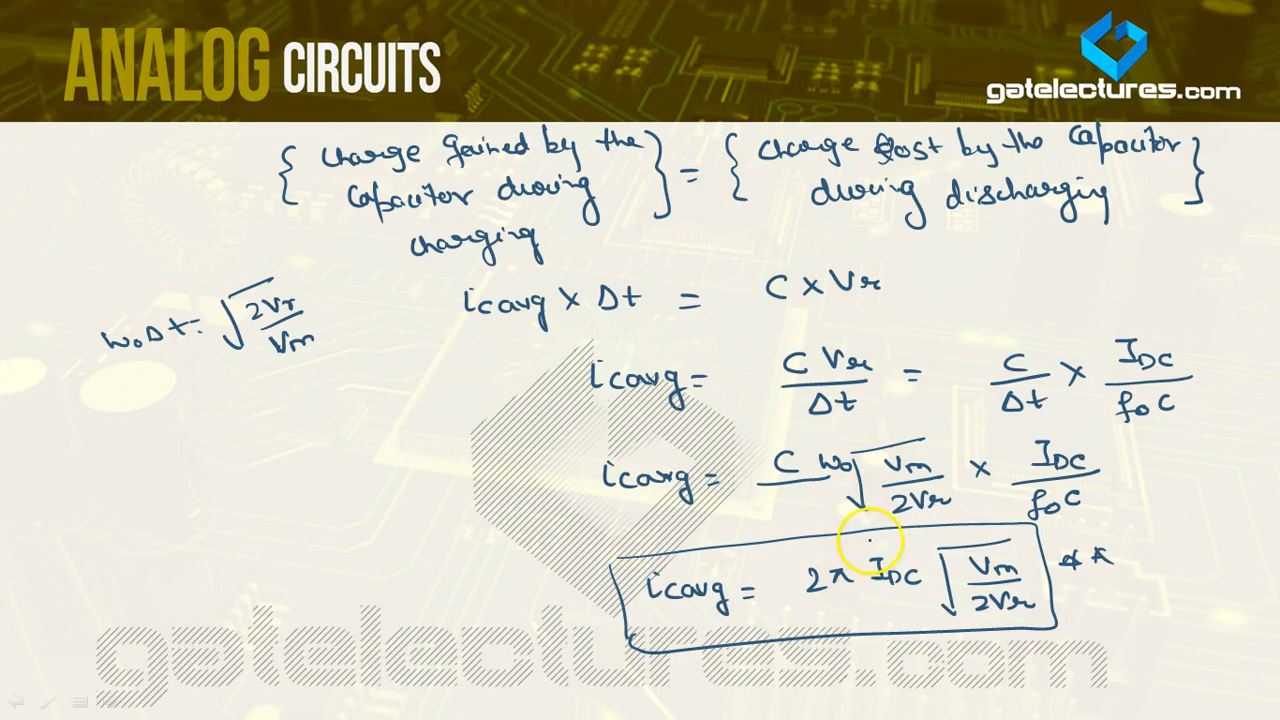 ANALOG CIRCUITS
gatelectures.com
{ Charge gained by the Capacitor during charging } = { Charge lost by the Capacitor during discharging }
ω₀Δt = √(2Vr/Vm)
icavg × Δt = C × Vr
icavg = C Vr / Δt = C / Δt × IDC / f₀C
icavg = C ω₀ √(Vm/2Vr) × IDC / f₀C
icavg = 2π IDC √(Vm/2Vr) **
gatelectures.com